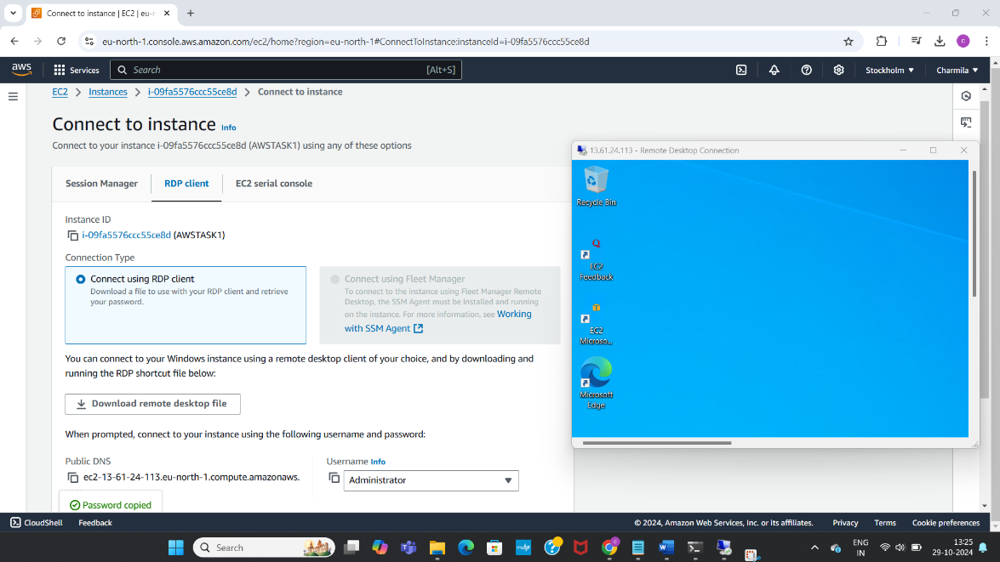 Connect to instance | EC2 | eu-n
eu-north-1.console.aws.amazon.com/ec2/home?region=eu-north-1#ConnectToInstance:instanceId=i-09fa5576ccc55ce8d
c
aws
Services
Search
[Alt+S]
Stockholm
Charmila
EC2
Instances
i-09fa5576ccc55ce8d
Connect to instance
Connect to instance
Info
Connect to your instance i-09fa5576ccc55ce8d (AWSTASK1) using any of these options
Session Manager
RDP client
EC2 serial console
Instance ID
i-09fa5576ccc55ce8d (AWSTASK1)
Connection Type
Connect using RDP client
Download a file to use with your RDP client and retrieve
your password.
Connect using Fleet Manager
To connect to the instance using Fleet Manager Remote
Desktop, the SSM Agent must be installed and running
on the instance. For more information, see Working
with SSM Agent
You can connect to your Windows instance using a remote desktop client of your choice, and by downloading and
running the RDP shortcut file below:
Download remote desktop file
When prompted, connect to your instance using the following username and password:
Public DNS
ec2-13-61-24-113.eu-north-1.compute.amazonaws.
Username Info
Administrator
Password copied
13.61.24.113 - Remote Desktop Connection
Recycle Bin
EC2
Feedback
EC2
Microso...
Microsoft
Edge
CloudShell
Feedback
© 2024, Amazon Web Services, Inc. or its affiliates.
Privacy
Terms
Cookie preferences
Search
myhp
ENG
IN
13:25
29-10-2024